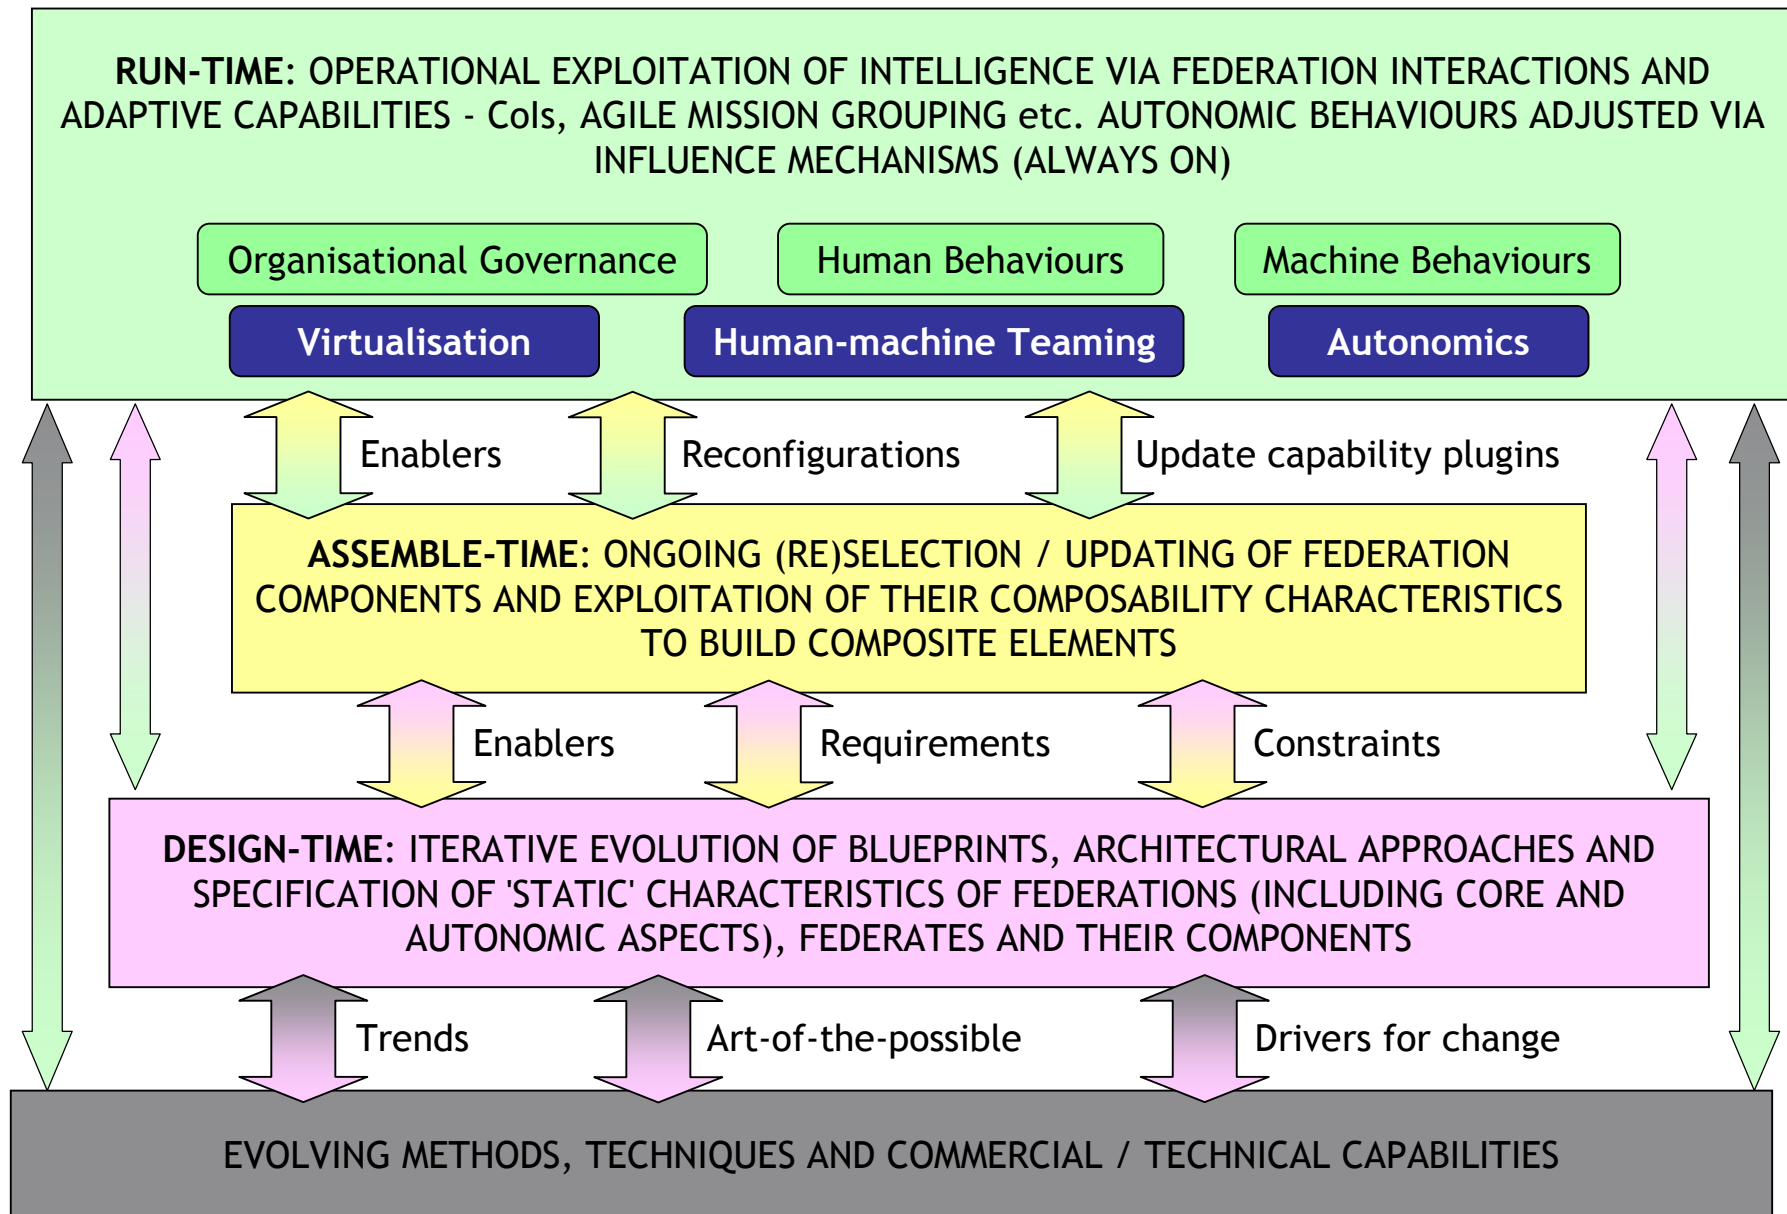 RUN-TIME: OPERATIONAL EXPLOITATION OF INTELLIGENCE VIA FEDERATION INTERACTIONS AND
ADAPTIVE CAPABILITIES - CoIs, AGILE MISSION GROUPING etc. AUTONOMIC BEHAVIOURS ADJUSTED VIA
INFLUENCE MECHANISMS (ALWAYS ON)
Organisational Governance
Human Behaviours
Machine Behaviours
Virtualisation
Human-machine Teaming
Autonomics
Enablers
Reconfigurations
Update capability plugins
ASSEMBLE-TIME: ONGOING (RE)SELECTION / UPDATING OF FEDERATION
COMPONENTS AND EXPLOITATION OF THEIR COMPOSABILITY CHARACTERISTICS
TO BUILD COMPOSITE ELEMENTS
Enablers
Requirements
Constraints
DESIGN-TIME: ITERATIVE EVOLUTION OF BLUEPRINTS, ARCHITECTURAL APPROACHES AND
SPECIFICATION OF 'STATIC' CHARACTERISTICS OF FEDERATIONS (INCLUDING CORE AND
AUTONOMIC ASPECTS), FEDERATES AND THEIR COMPONENTS
Trends
Art-of-the-possible
Drivers for change
EVOLVING METHODS, TECHNIQUES AND COMMERCIAL / TECHNICAL CAPABILITIES